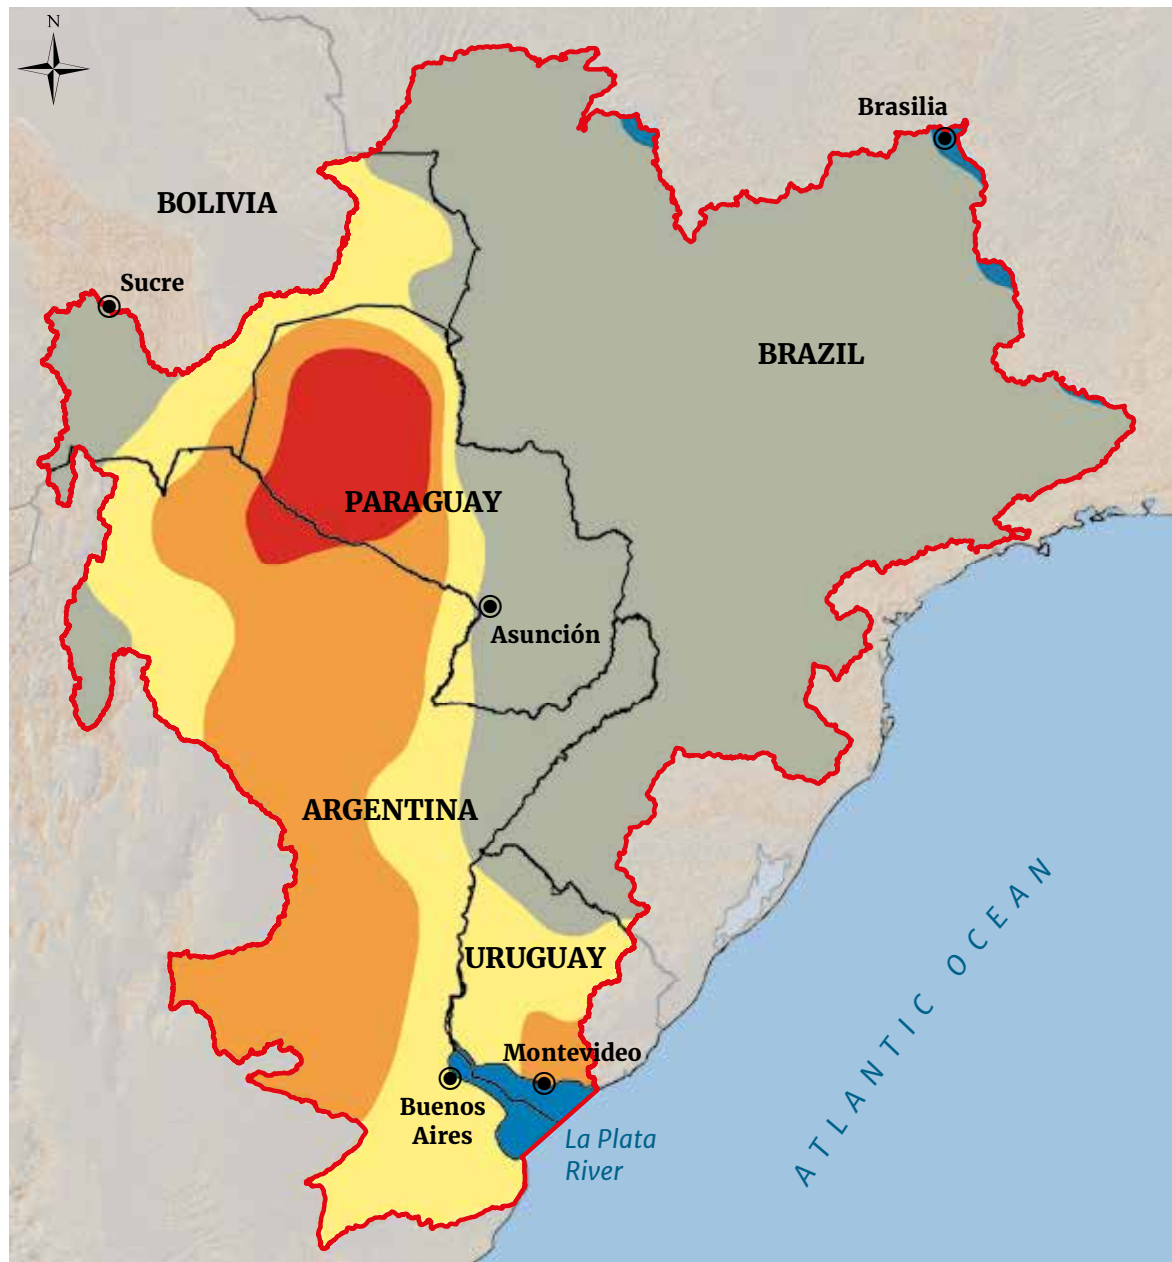 N
Brasilia
BOLIVIA
Sucre
BRAZIL
PARAGUAY
Asunción
ARGENTINA
URUGUAY
Montevideo
Buenos
Aires
La Plata
River
ATLANTIC OCEAN